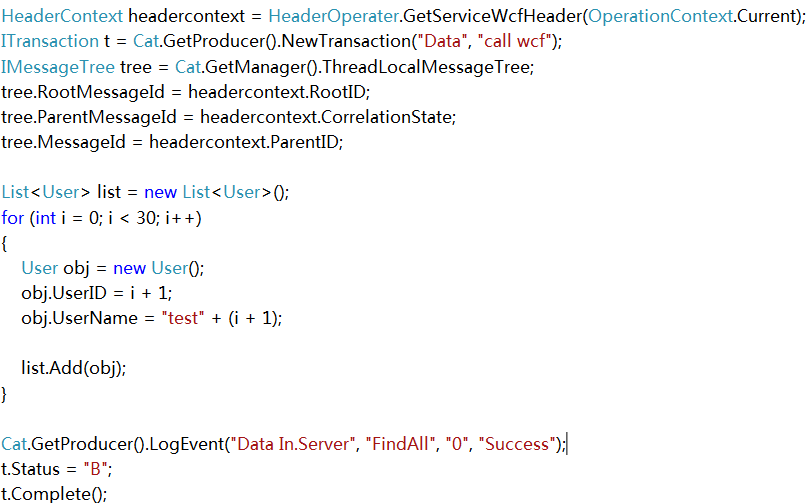 HeaderContext headercontext = HeaderOperater.GetServiceWcfHeader(OperationContext.Current);
ITransaction t = Cat.GetProducer().NewTransaction("Data", "call wcf");
IMessageTree tree = Cat.GetManager().ThreadLocalMessageTree;
tree.RootMessageId = headercontext.RootID;
tree.ParentMessageId = headercontext.CorrelationState;
tree.MessageId = headercontext.ParentID;

List<User> list = new List<User>();
for (int i = 0; i < 30; i++)
{
    User obj = new User();
    obj.UserID = i + 1;
    obj.UserName = "test" + (i + 1);

    list.Add(obj);
}

Cat.GetProducer().LogEvent("Data In.Server", "FindAll", "0", "Success");
t.Status = "B";
t.Complete();